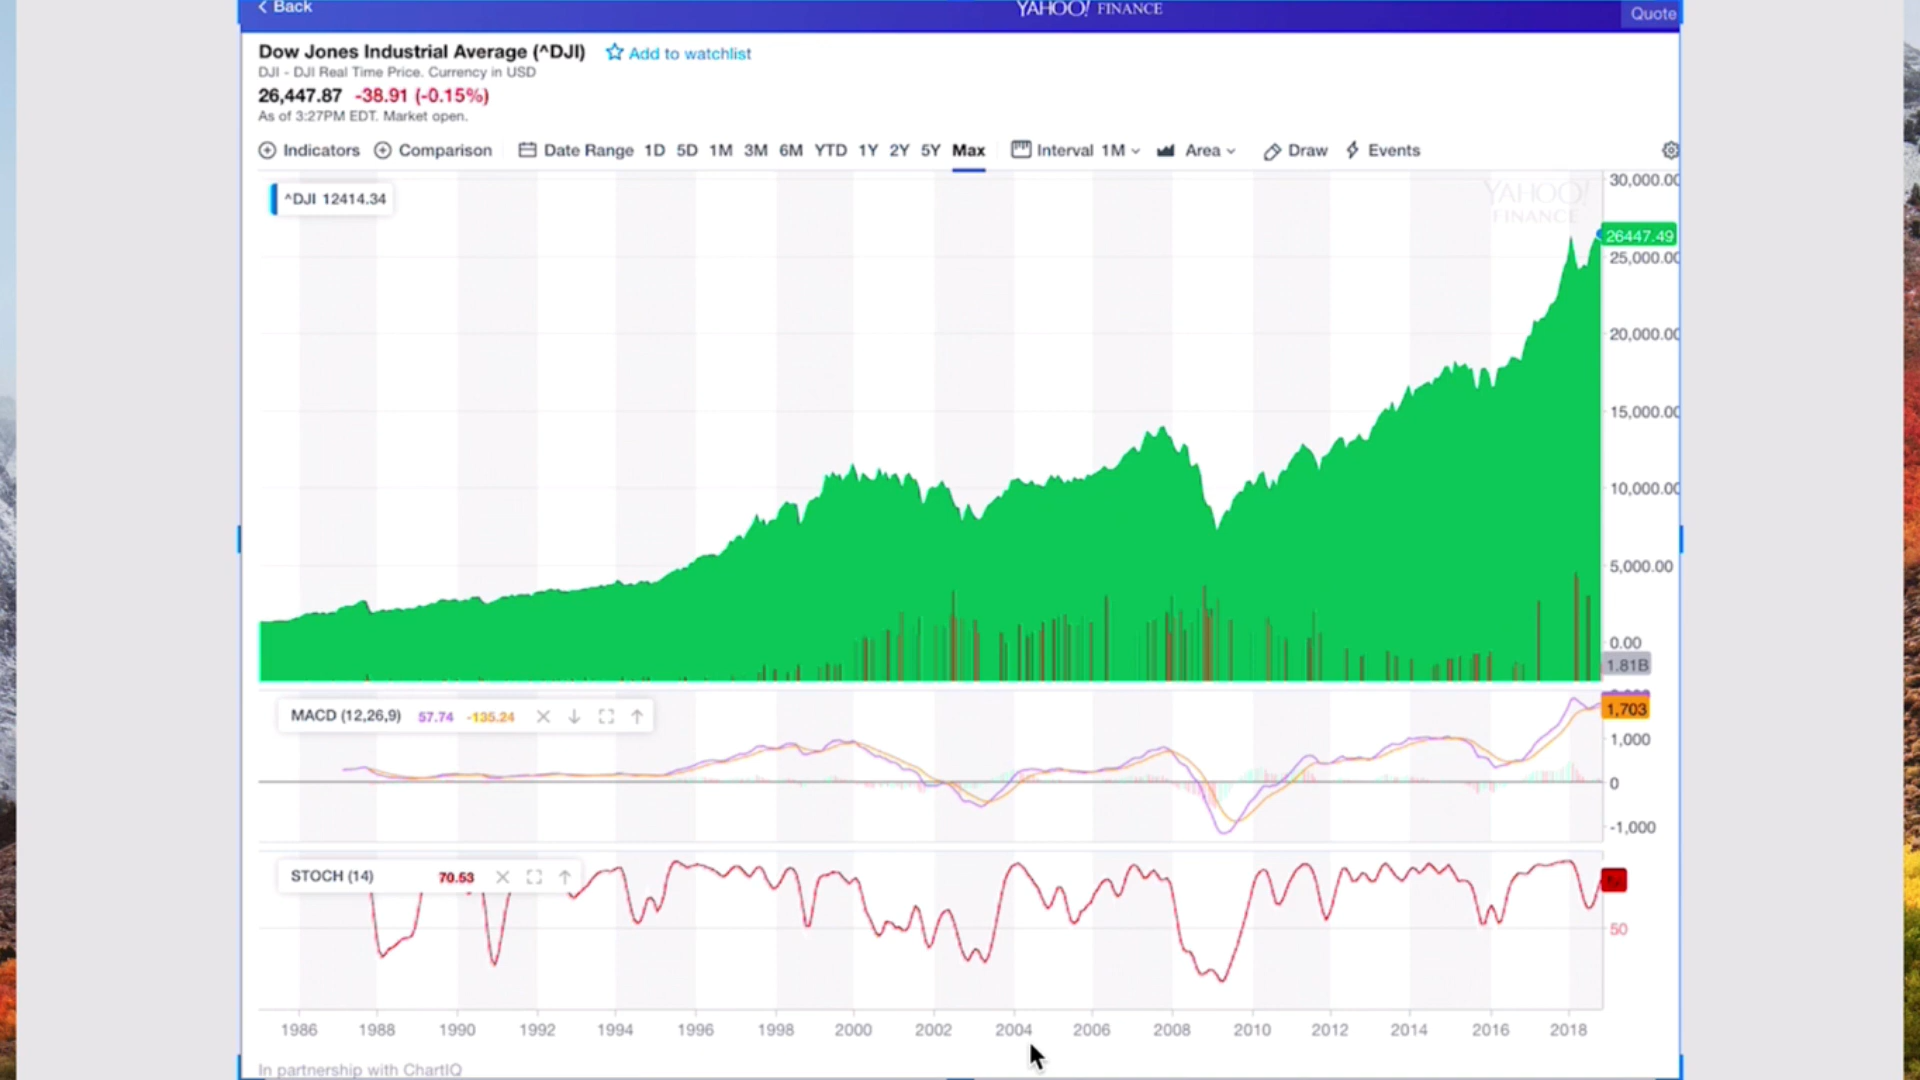 Back
YAHOO! FINANCE
Quote
Dow Jones Industrial Average (^DJI) Add to watchlist
DJI - DJI Real Time Price. Currency in USD
26,447.87 -38.91 (-0.15%)
As of 3:27PM EDT. Market open.
Indicators Comparison Date Range 1D 5D 1M 3M 6M YTD 1Y 2Y 5Y Max Interval 1M Area Draw Events
^DJI 12414.34
YAHOO!
FINANCE
30,000.00
26447.49
25,000.00
20,000.00
15,000.00
10,000.00
5,000.00
0.00
1.81B
MACD (12,26,9) 57.74 -135.24
1,703
1,000
0
-1,000
STOCH (14) 70.53
50
1986 1988 1990 1992 1994 1996 1998 2000 2002 2004 2006 2008 2010 2012 2014 2016 2018
In partnership with ChartIQ